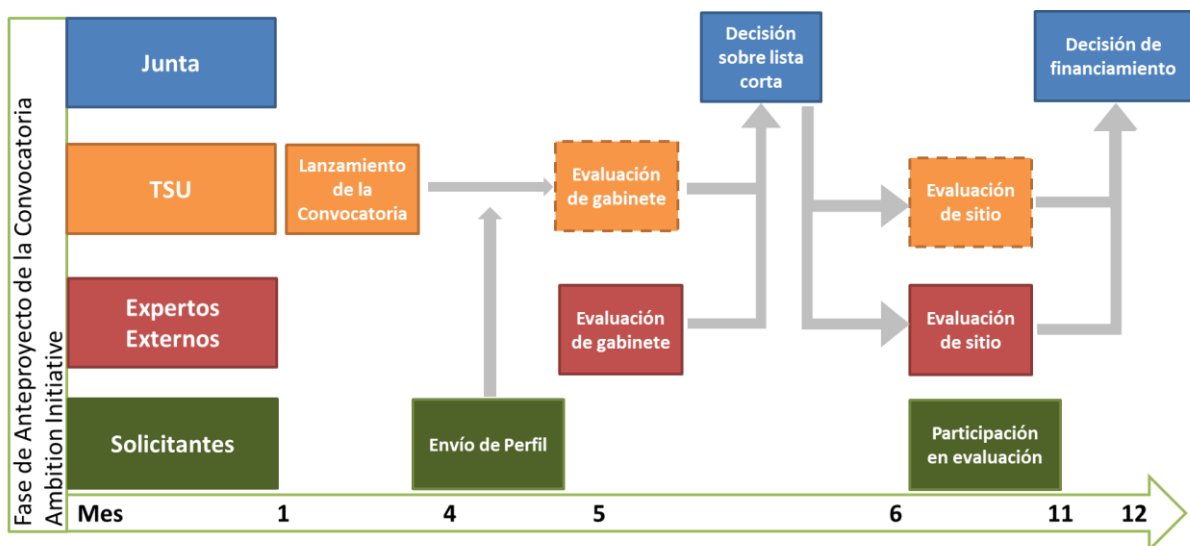 Fase de Anteproyecto de la Convocatoria
Ambition Initiative
Junta
Decisión
sobre lista
corta
Decisión de
financiamiento
TSU
Lanzamiento
de la
Convocatoria
Evaluación
de gabinete
Evaluación
de sitio
Expertos
Externos
Evaluación
de gabinete
Evaluación
de sitio
Solicitantes
Envío de Perfil
Participación
en evaluación
Mes 1 4 5 6 11 12